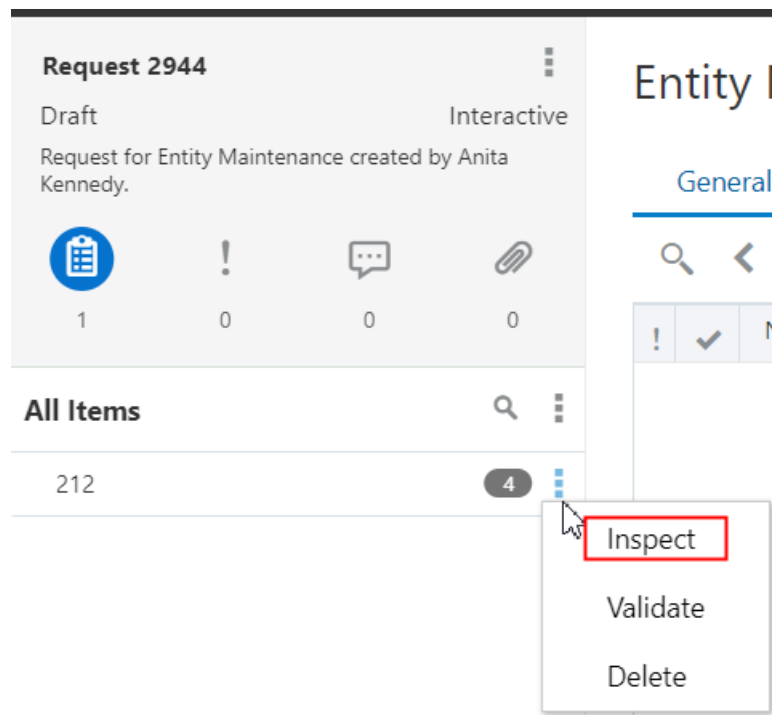 Request 2944
Draft Interactive
Request for Entity Maintenance created by Anita
Kennedy.
1 0 0 0
All Items
212 4
Inspect
Validate
Delete
Entity
General